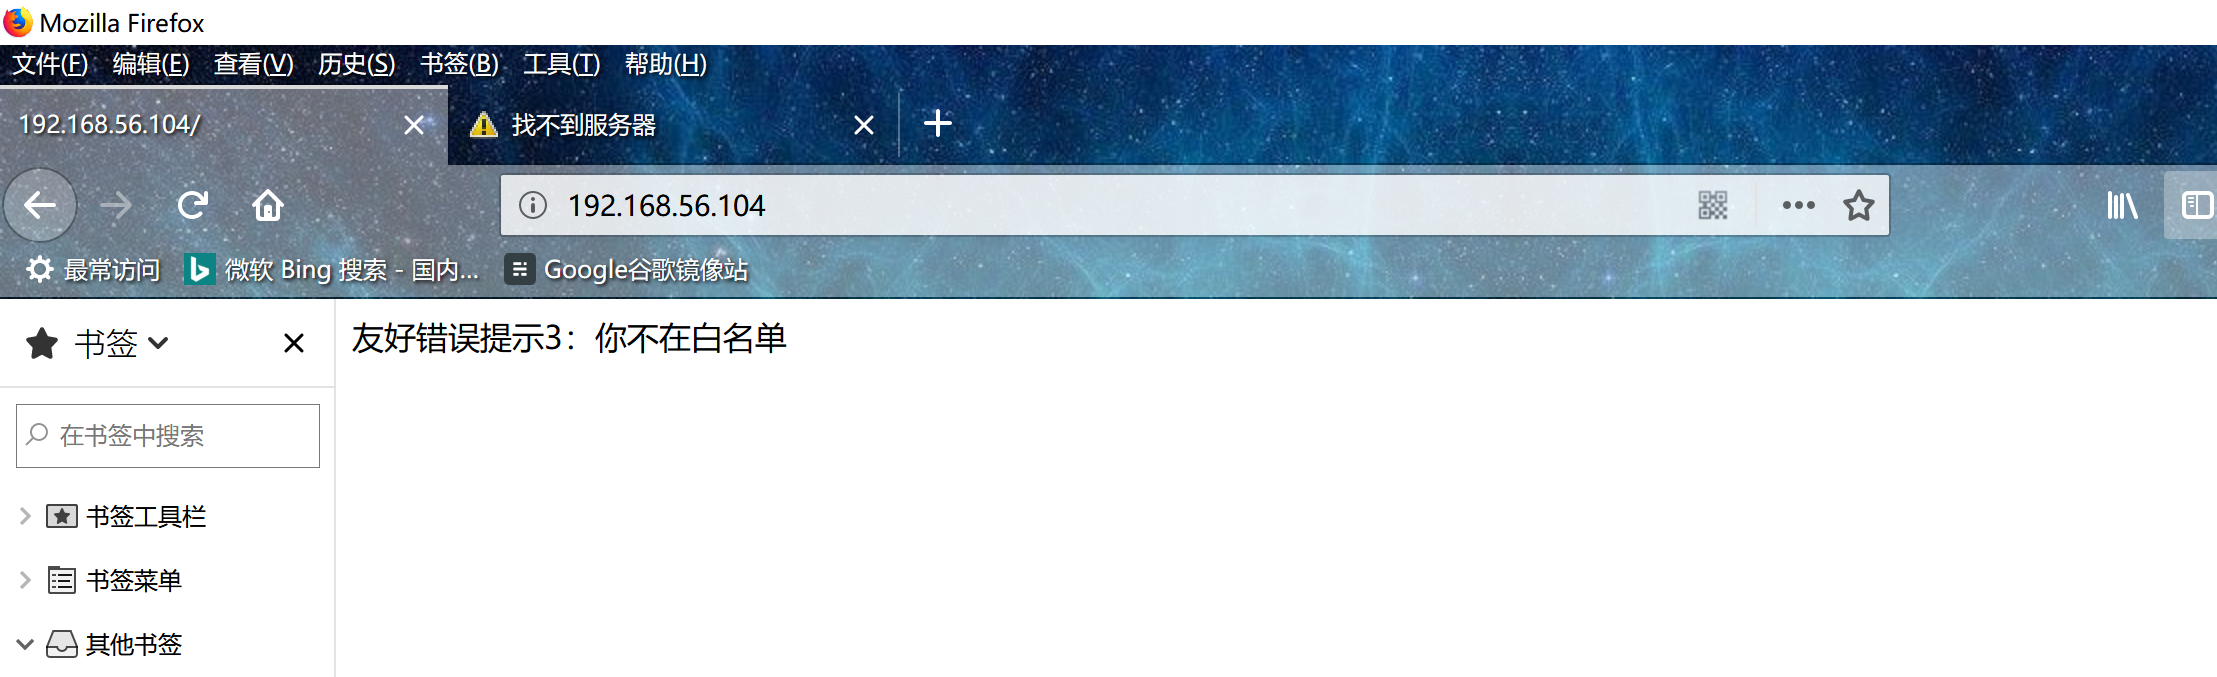 Mozilla Firefox
文件(F) 编辑(E) 查看(V) 历史(S) 书签(B) 工具(T) 帮助(H)
192.168.56.104/ 找不到服务器
192.168.56.104
最常访问 微软 Bing 搜索 - 国内... Google谷歌镜像站
书签
友好错误提示3：你不在白名单
在书签中搜索
书签工具栏
书签菜单
其他书签